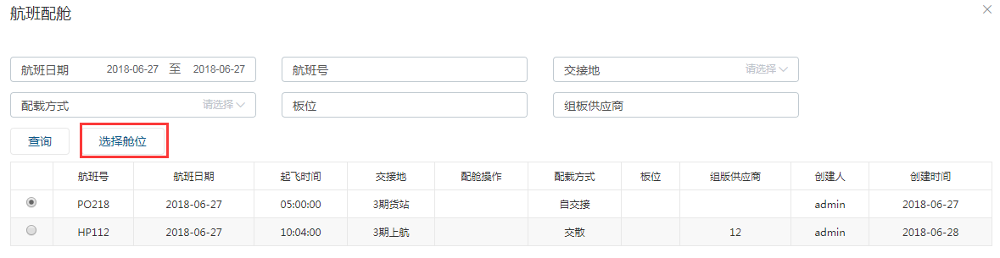 航班配舱
航班日期 2018-06-27 至 2018-06-27 航班号 交接地 请选择
配载方式 请选择 板位 组板供应商
查询 选择舱位
航班号 航班日期 起飞时间 交接地 配舱操作 配载方式 板位 组版供应商 创建人 创建时间
PO218 2018-06-27 05:00:00 3期货站 自交接 admin 2018-06-27
HP112 2018-06-27 10:04:00 3期上航 交散 12 admin 2018-06-28